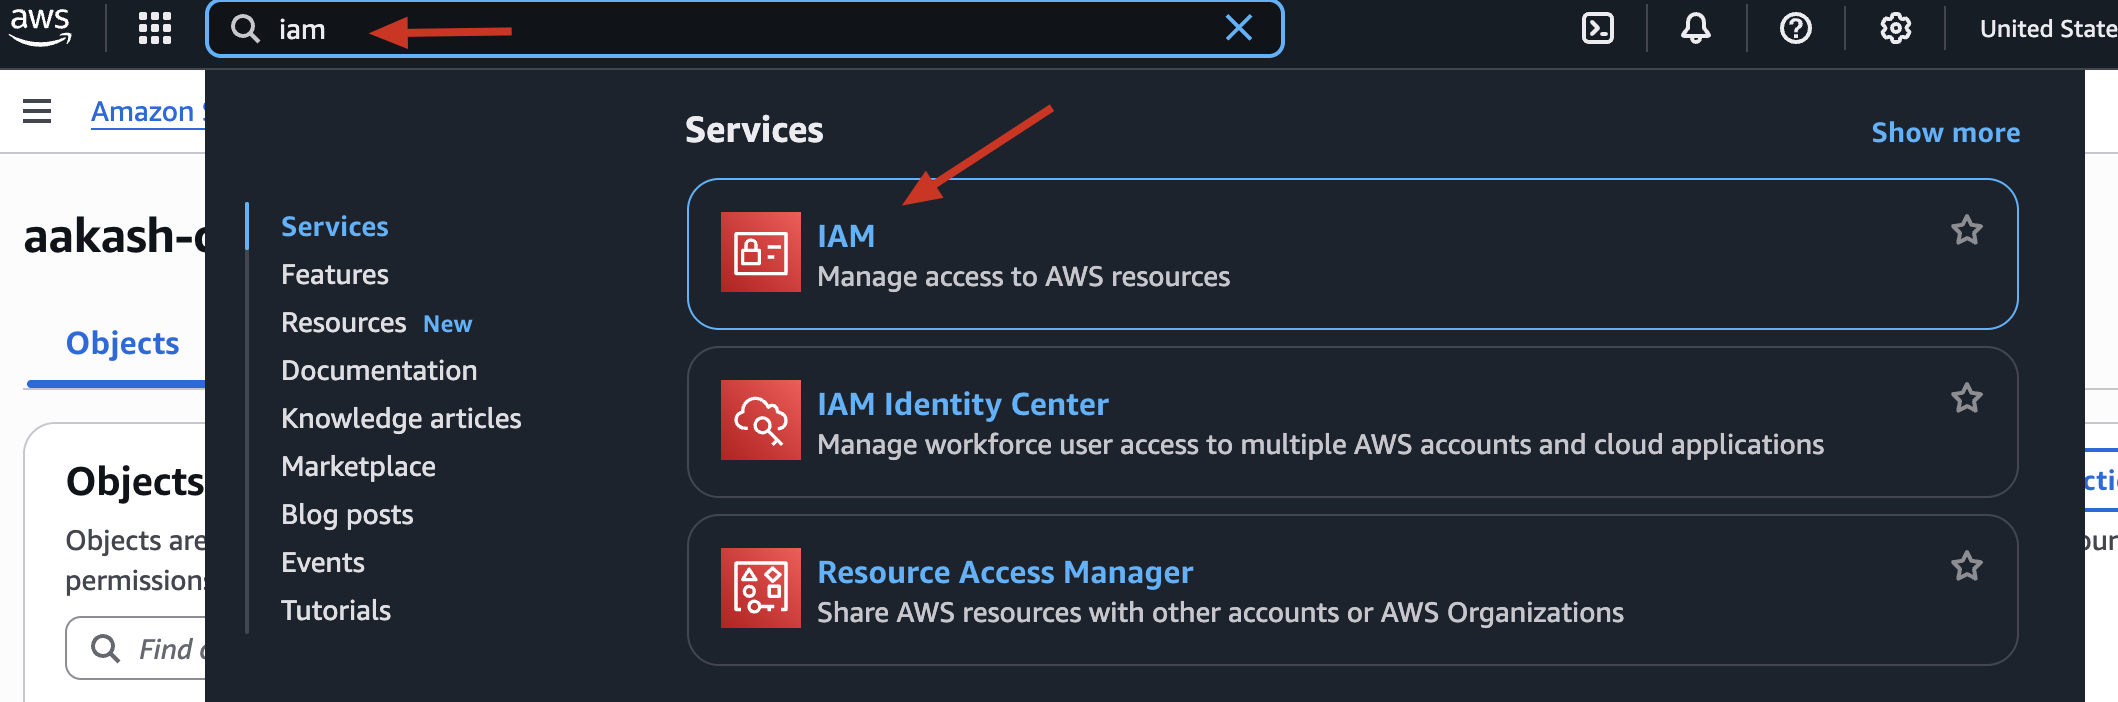 aws
iam
United State
Amazon
aakash-
Objects
Objects
Objects are
permissions
Find
Services
Features
Resources New
Documentation
Knowledge articles
Marketplace
Blog posts
Events
Tutorials
Services
Show more
IAM
Manage access to AWS resources
IAM Identity Center
Manage workforce user access to multiple AWS accounts and cloud applications
Resource Access Manager
Share AWS resources with other accounts or AWS Organizations